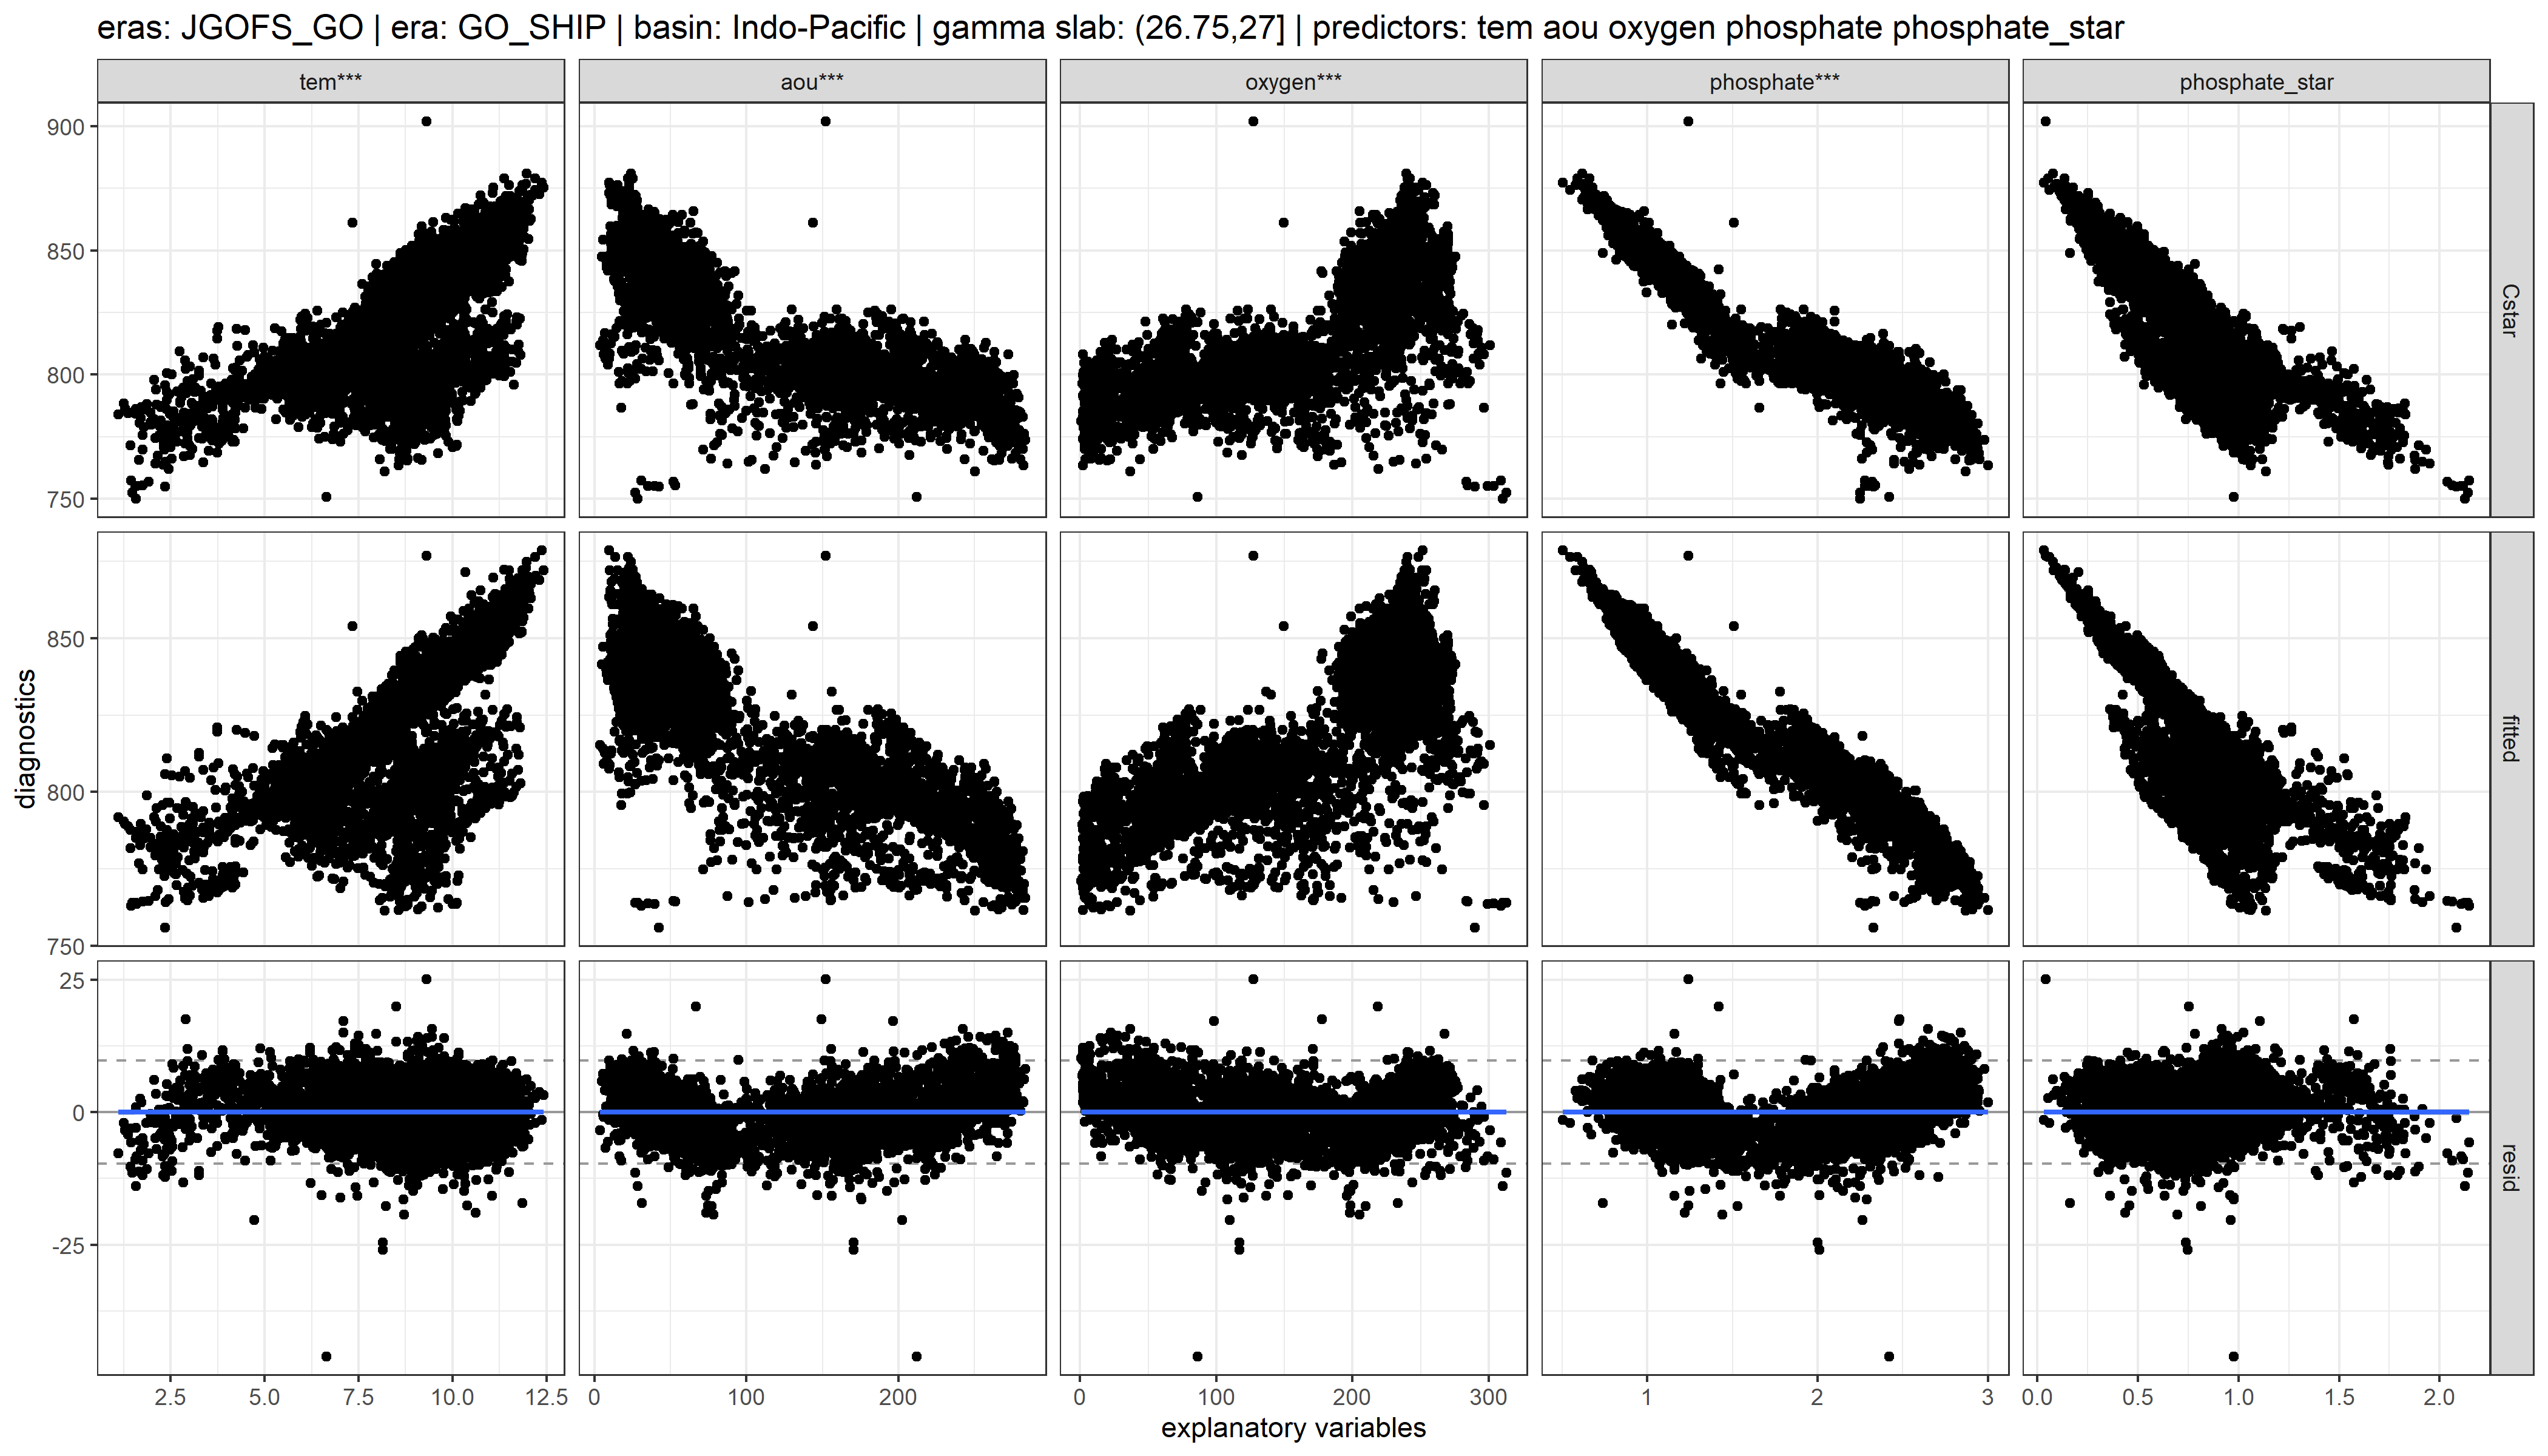 eras: JGOFS_GO | era: GO_SHIP | basin: Indo-Pacific | gamma slab: (26.75,27] | predictors: tem aou oxygen phosphate phosphate_star
tem*** aou*** oxygen*** phosphate*** phosphate_star
900
850
800
750
Cstar
850
800
750
fitted
diagnostics
25
0
-25
resid
2.5 5.0 7.5 10.0 12.5 0 100 200 0 100 200 300 1 2 3 0.0 0.5 1.0 1.5 2.0
explanatory variables